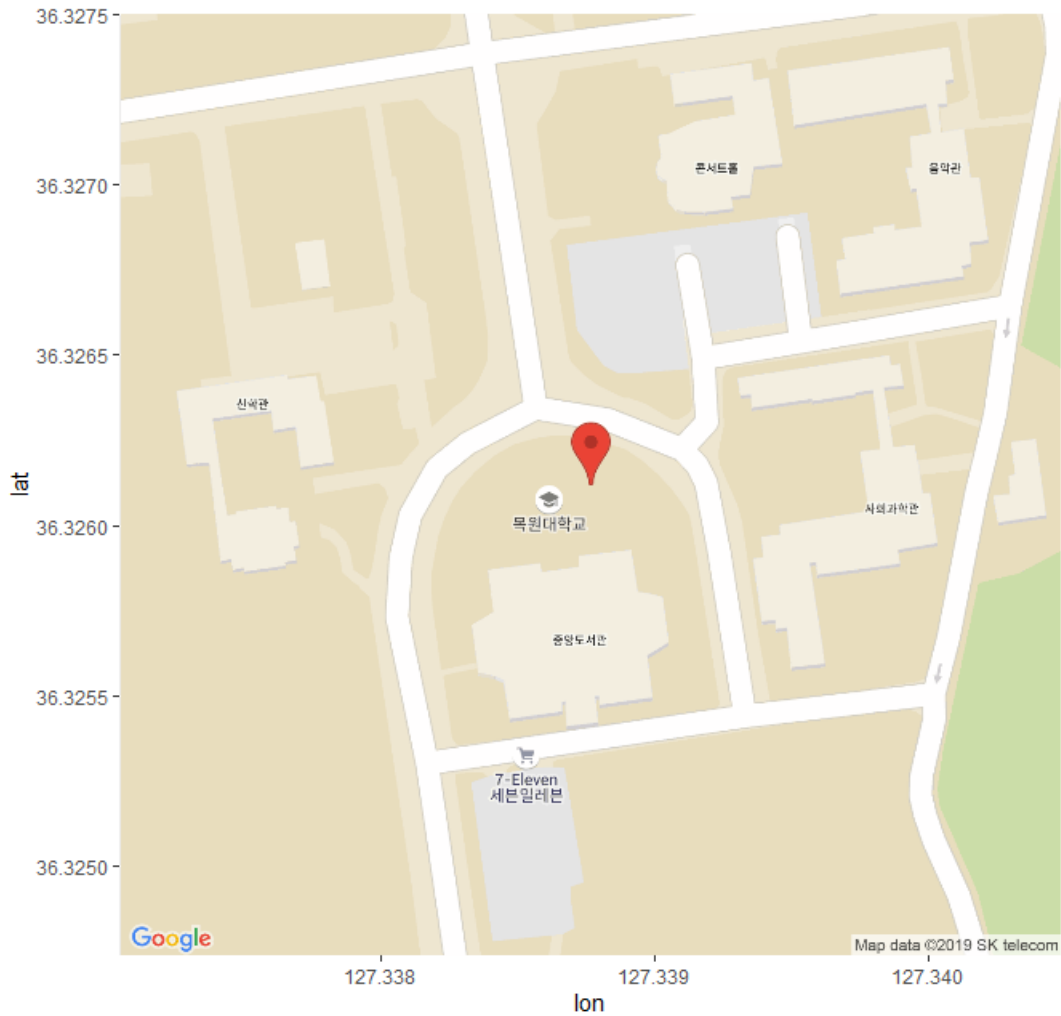 36.3275
콘서트홀
음악관
36.3270
36.3265
신학관
lat
36.3260
목원대학교
사회과학관
중앙도서관
36.3255
7-Eleven
세븐일레븐
36.3250
Google
Map data ©2019 SK telecom
127.338
127.339
127.340
lon